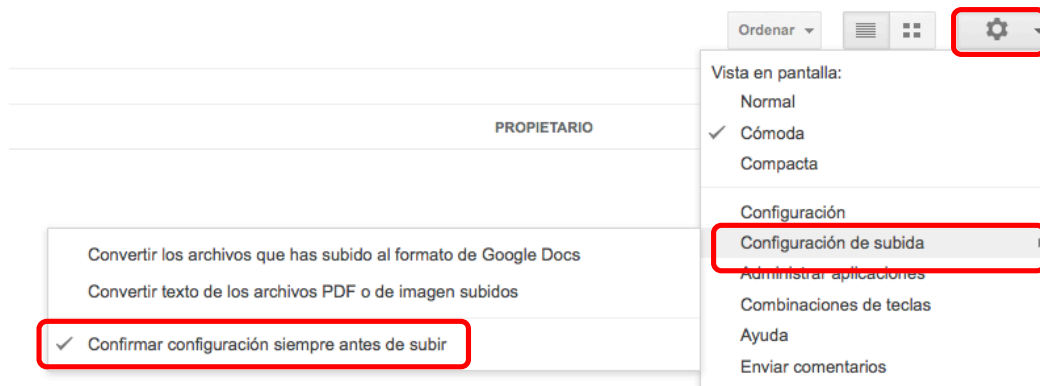 Ordenar
Vista en pantalla:
Normal
PROPIETARIO
Cómoda
Compacta
Configuración
Configuración de subida
Administrar aplicaciones
Combinaciones de teclas
Ayuda
Enviar comentarios
Convertir los archivos que has subido al formato de Google Docs
Convertir texto de los archivos PDF o de imagen subidos
Confirmar configuración siempre antes de subir